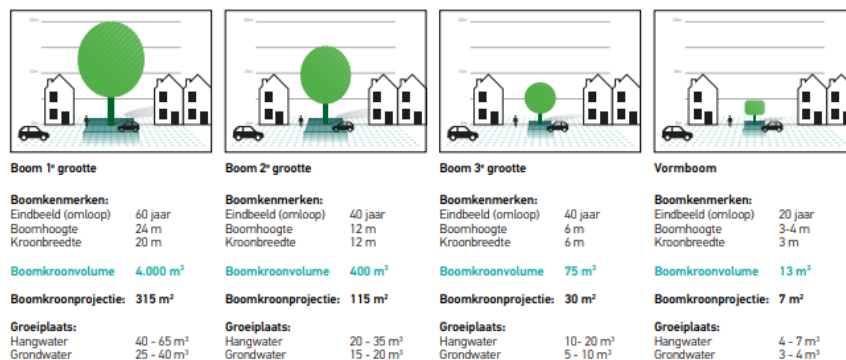 Boom 1ᵉ grootte
Boomkenmerken:
Eindbeeld (omloop) 60 jaar
Boomhoogte 24 m
Kroonbreedte 20 m
Boomkroonvolume 4.000 m³
Boomkroonprojectie: 315 m²
Groeiplaats:
Hangwater 40 - 65 m³
Grondwater 25 - 40 m³
Boom 2ᵉ grootte
Boomkenmerken:
Eindbeeld (omloop) 40 jaar
Boomhoogte 12 m
Kroonbreedte 12 m
Boomkroonvolume 400 m³
Boomkroonprojectie: 115 m²
Groeiplaats:
Hangwater 20 - 35 m³
Grondwater 15 - 20 m³
Boom 3ᵉ grootte
Boomkenmerken:
Eindbeeld (omloop) 40 jaar
Boomhoogte 6 m
Kroonbreedte 6 m
Boomkroonvolume 75 m³
Boomkroonprojectie: 30 m²
Groeiplaats:
Hangwater 10- 20 m³
Grondwater 5 - 10 m³
Vormboom
Boomkenmerken:
Eindbeeld (omloop) 20 jaar
Boomhoogte 3-4 m
Kroonbreedte 3 m
Boomkroonvolume 13 m³
Boomkroonprojectie: 7 m²
Groeiplaats:
Hangwater 4 - 7 m³
Grondwater 3 - 4 m³